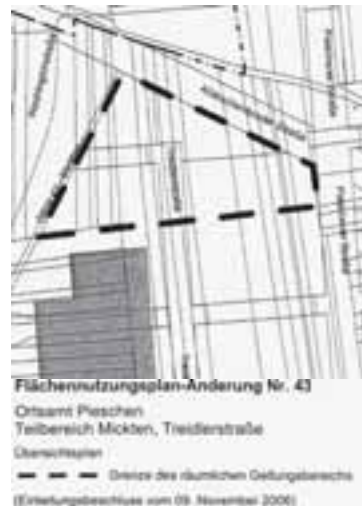 Flächennutzungsplan-Änderung Nr. 43
Ortsamt Pieschen
Teilbereich Mickten, Treidlerstraße
Übersichtsplan
Grenze des räumlichen Geltungsbereichs
(Einleitungsbeschluss vom 09. November 2006)